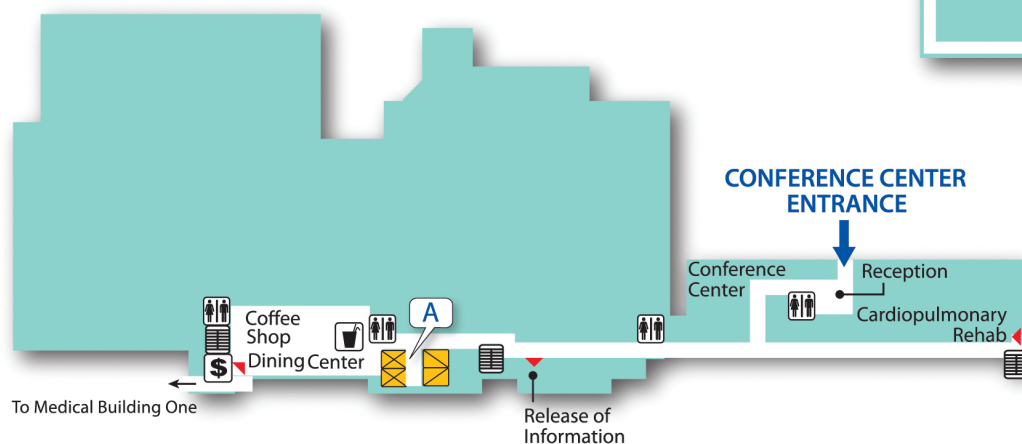 CONFERENCE CENTER
ENTRANCE
Conference
Center
Reception
Cardiopulmonary
Rehab
A
Coffee
Shop
Dining Center
$
To Medical Building One
Release of
Information